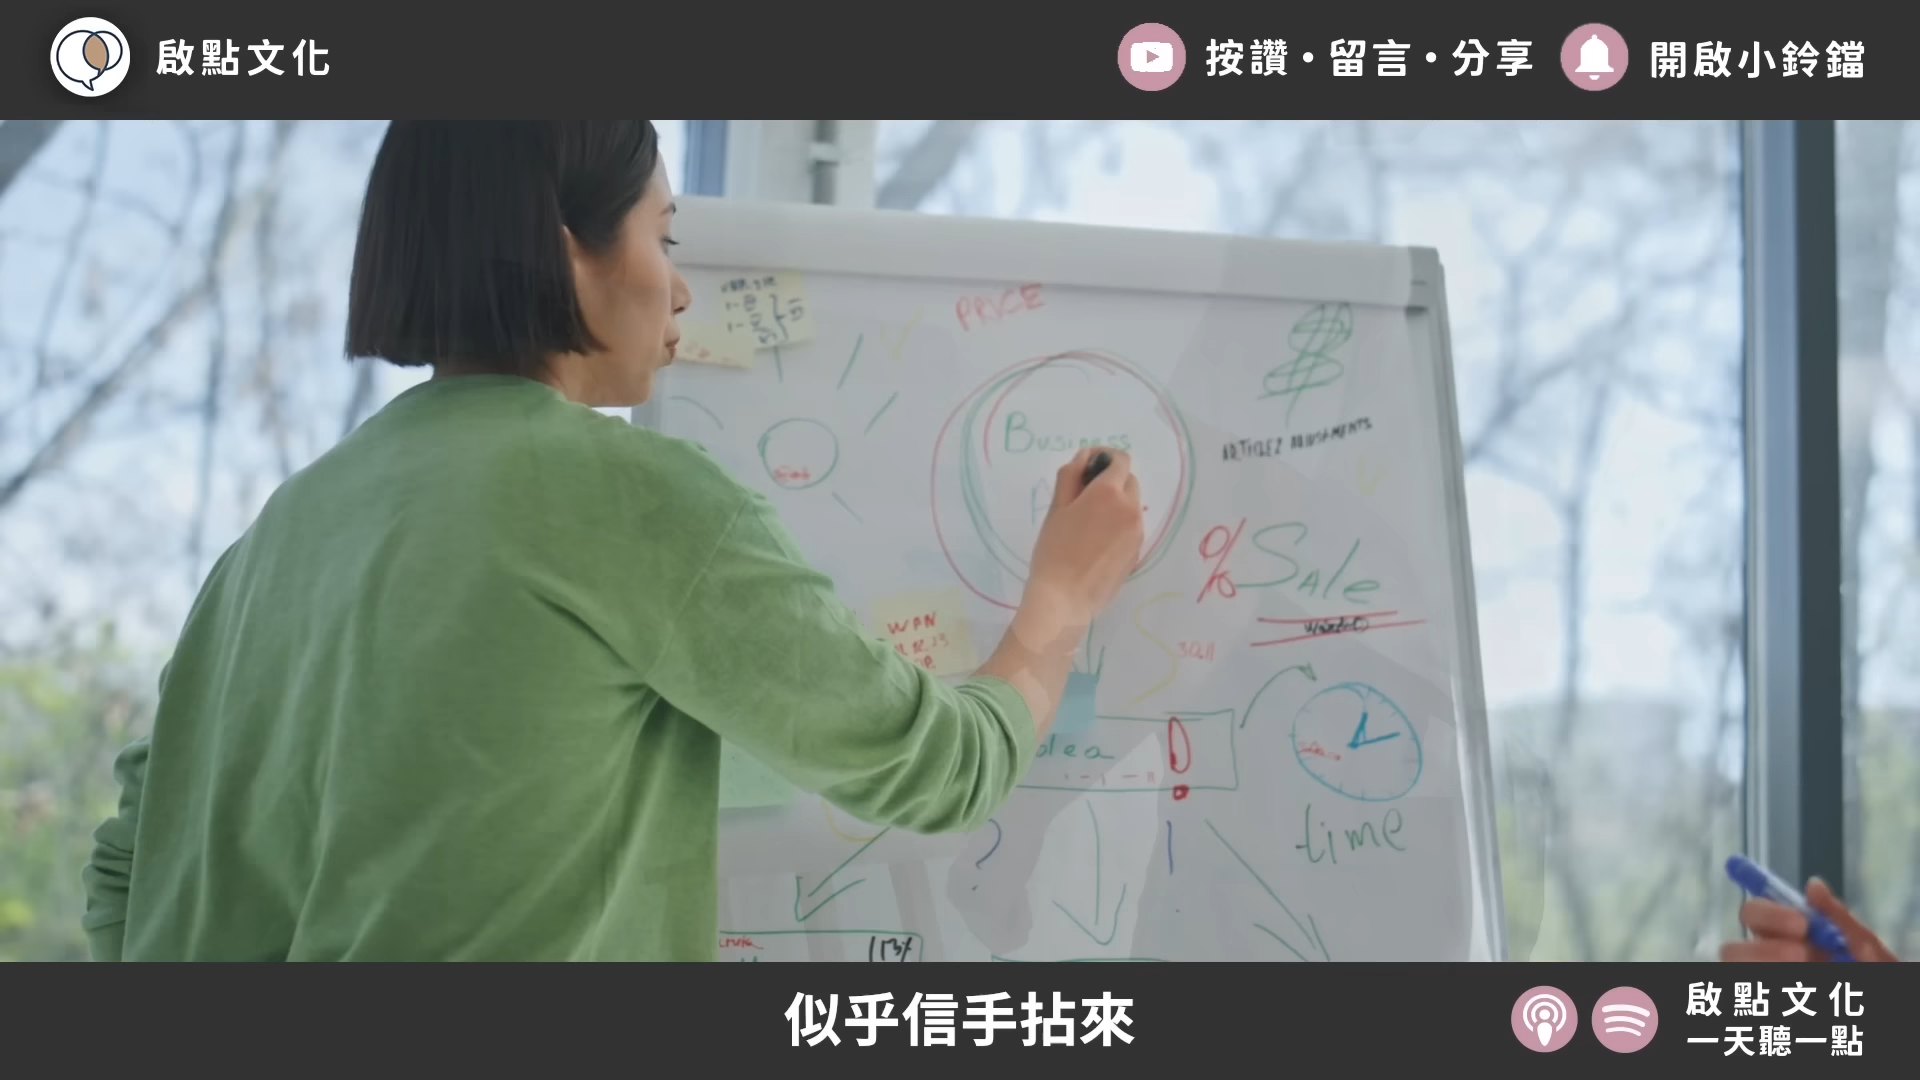 啟點文化
按讚・留言・分享
開啟小鈴鐺
PRICE
Business
% Sale
WAN
idea !
time
?
似乎信手拈來
啟點文化
一天聽一點